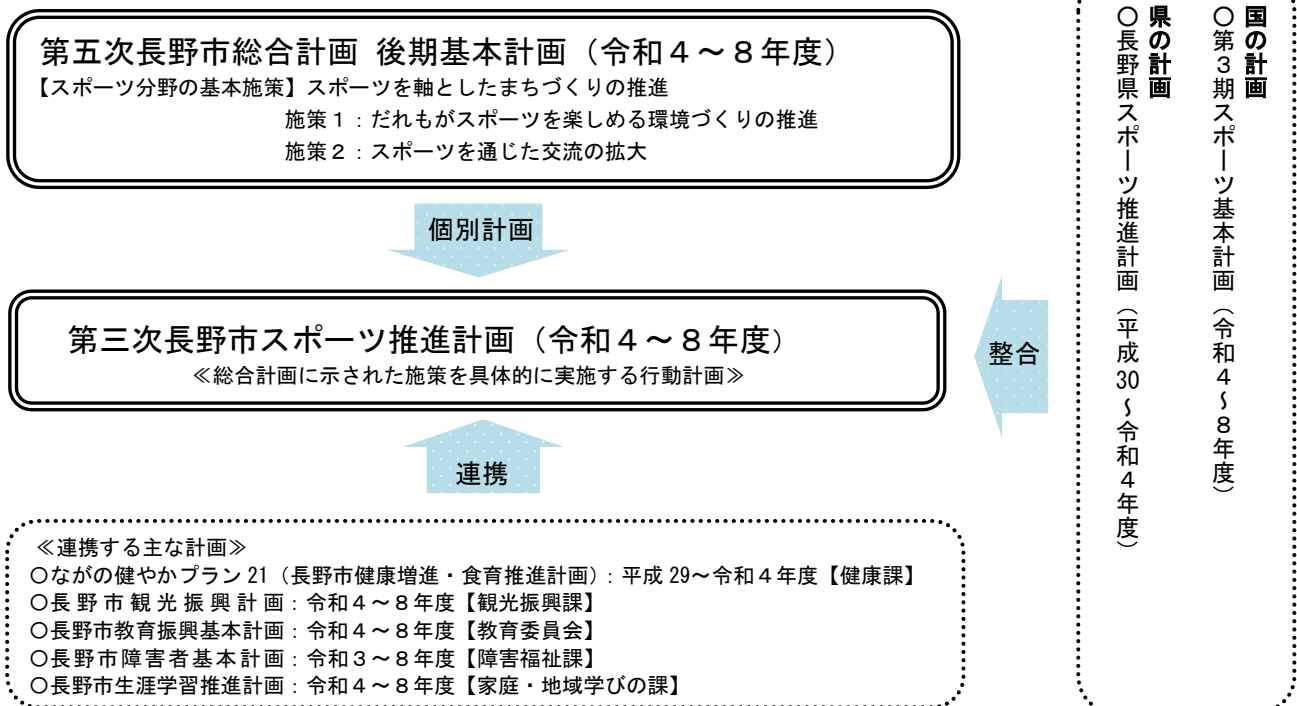 第五次長野市総合計画 後期基本計画（令和４～８年度）
【スポーツ分野の基本施策】スポーツを軸としたまちづくりの推進
施策１：だれもがスポーツを楽しめる環境づくりの推進
施策２：スポーツを通じた交流の拡大
個別計画
第三次長野市スポーツ推進計画（令和４～８年度）
≪総合計画に示された施策を具体的に実施する行動計画≫
整合
連携
≪連携する主な計画≫
○ながの健やかプラン21（長野市健康増進・食育推進計画）：平成29～令和４年度【健康課】
○長野市観光振興計画：令和４～８年度【観光振興課】
○長野市教育振興基本計画：令和４～８年度【教育委員会】
○長野市障害者基本計画：令和３～８年度【障害福祉課】
○長野市生涯学習推進計画：令和４～８年度【家庭・地域学びの課】
国の計画
○第３期スポーツ基本計画（令和４～８年度）
県の計画
○長野県スポーツ推進計画（平成30～令和４年度）